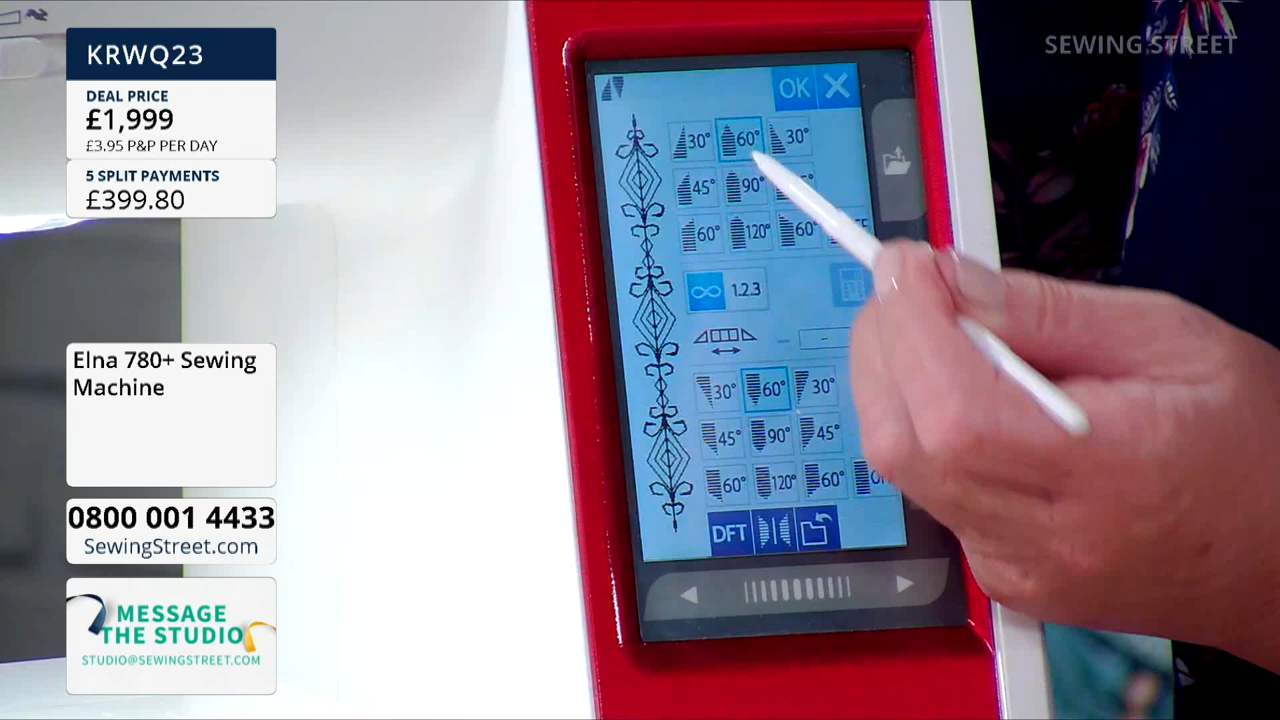 KRWQ23
DEAL PRICE
£1,999
£3.95 P&P PER DAY
5 SPLIT PAYMENTS
£399.80
Elna 780+ Sewing
Machine
0800 001 4433
SewingStreet.com
MESSAGE
THE STUDIO
STUDIO@SEWINGSTREET.COM
SEWING STREET
OK
30° 60° 30°
45° 90°
60° 120° 60°
1.2.3
30° 60° 30°
45° 90° 45°
60° 120° 60°
DFT